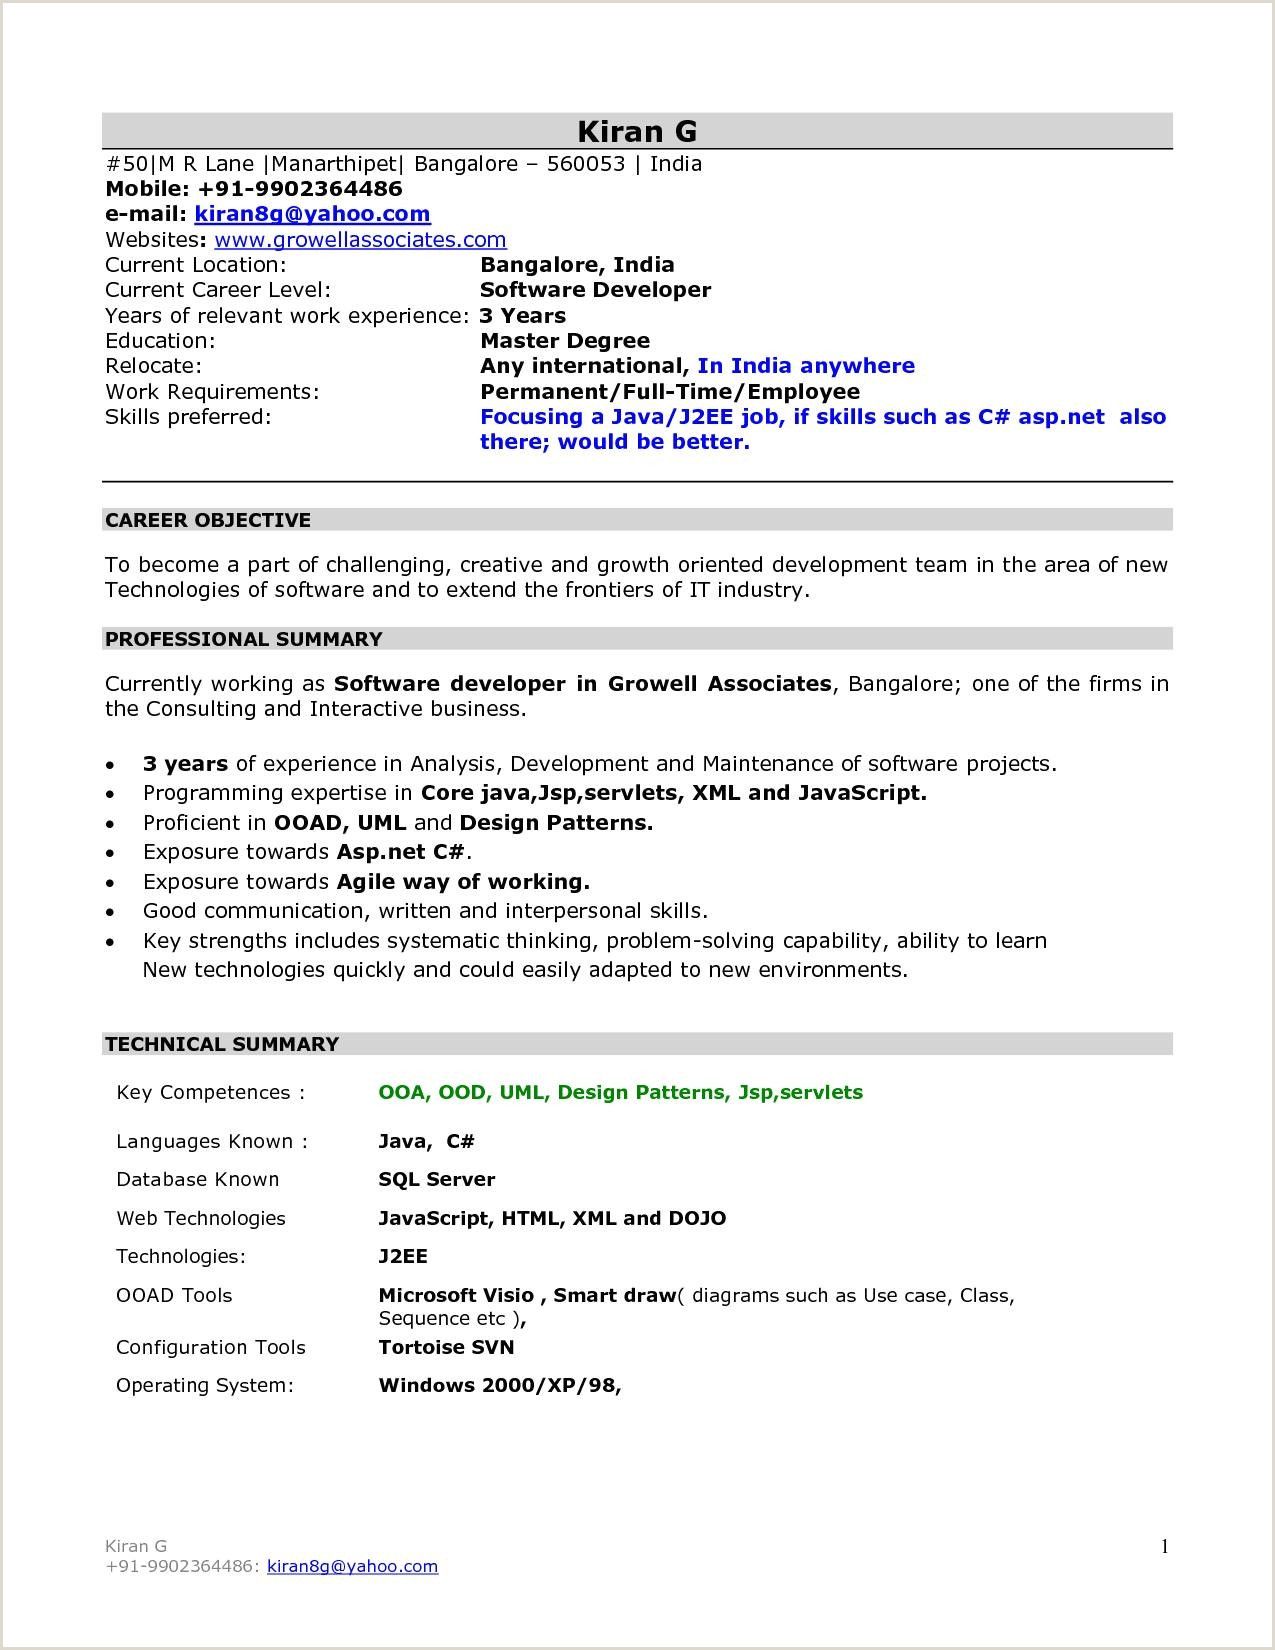 Kiran G
#50|M R Lane |Manarthipet| Bangalore – 560053 | India
Mobile: +91-9902364486
e-mail: kiran8g@yahoo.com
Websites: www.growellassociates.com
Current Location: Bangalore, India
Current Career Level: Software Developer
Years of relevant work experience: 3 Years
Education: Master Degree
Relocate: Any international, In India anywhere
Work Requirements: Permanent/Full-Time/Employee
Skills preferred: Focusing a Java/J2EE job, if skills such as C# asp.net also
there; would be better.
CAREER OBJECTIVE
To become a part of challenging, creative and growth oriented development team in the area of new
Technologies of software and to extend the frontiers of IT industry.
PROFESSIONAL SUMMARY
Currently working as Software developer in Growell Associates, Bangalore; one of the firms in
the Consulting and Interactive business.
• 3 years of experience in Analysis, Development and Maintenance of software projects.
• Programming expertise in Core java,Jsp,servlets, XML and JavaScript.
• Proficient in OOAD, UML and Design Patterns.
• Exposure towards Asp.net C#.
• Exposure towards Agile way of working.
• Good communication, written and interpersonal skills.
• Key strengths includes systematic thinking, problem-solving capability, ability to learn
New technologies quickly and could easily adapted to new environments.
TECHNICAL SUMMARY
Key Competences : OOA, OOD, UML, Design Patterns, Jsp,servlets
Languages Known : Java, C#
Database Known SQL Server
Web Technologies JavaScript, HTML, XML and DOJO
Technologies: J2EE
OOAD Tools Microsoft Visio , Smart draw( diagrams such as Use case, Class,
Sequence etc ),
Configuration Tools Tortoise SVN
Operating System: Windows 2000/XP/98,
Kiran G 1
+91-9902364486: kiran8g@yahoo.com